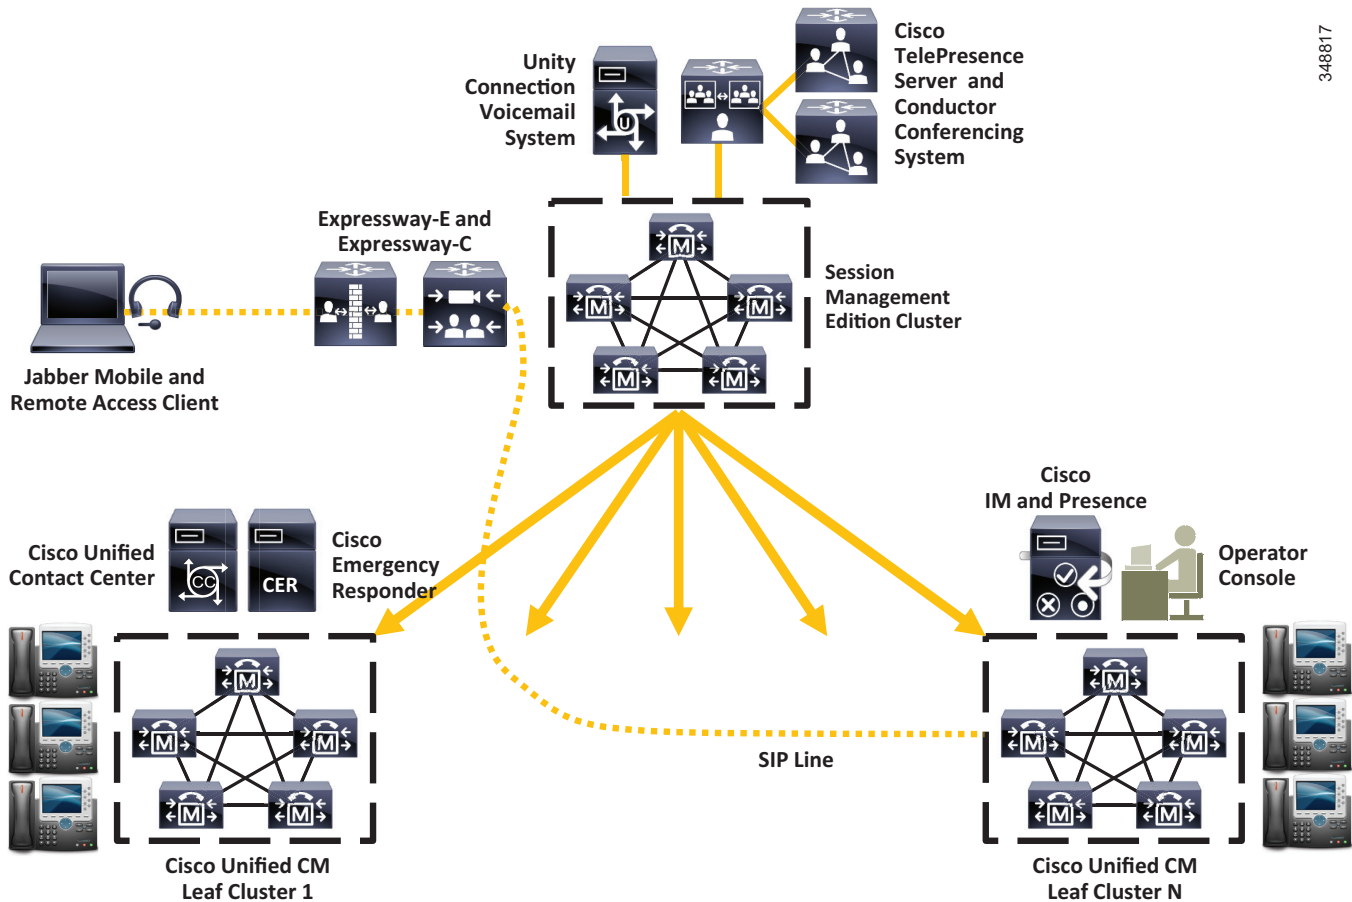 Unity
Connection
Voicemail
System
U
Cisco
TelePresence
Server and
Conductor
Conferencing
System
348817
Expressway-E and
Expressway-C
M
M
M
M
M
Session
Management
Edition Cluster
Jabber Mobile and
Remote Access Client
Cisco
IM and Presence
Cisco Unified
Contact Center
CC
CER
Cisco
Emergency
Responder
Operator
Console
M
M
M
M
M
SIP Line
M
M
M
M
M
Cisco Unified CM
Leaf Cluster 1
Cisco Unified CM
Leaf Cluster N